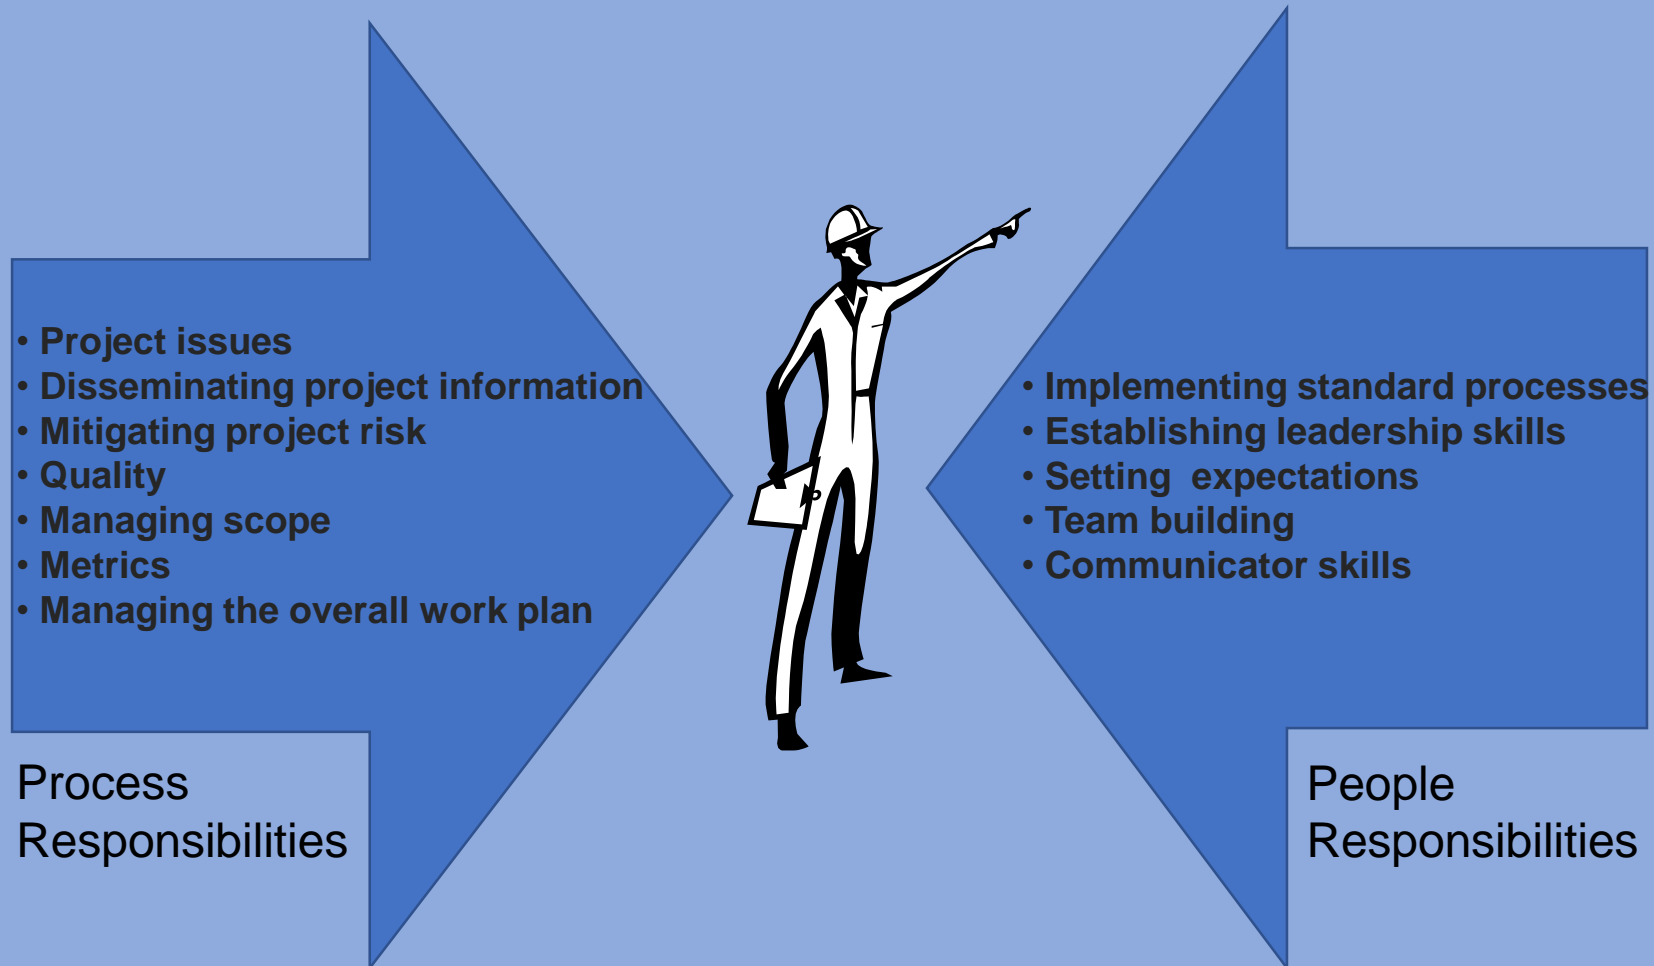 • Project issues
• Disseminating project information
• Mitigating project risk
• Quality
• Managing scope
• Metrics
• Managing the overall work plan
Process
Responsibilities
• Implementing standard processes
• Establishing leadership skills
• Setting  expectations
• Team building
• Communicator skills
People
Responsibilities